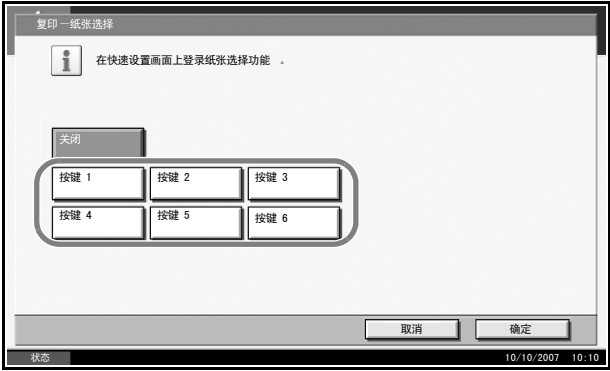 复印－纸张选择
在快速设置画面上登录纸张选择功能 。
关闭
按键 1 按键 2 按键 3
按键 4 按键 5 按键 6
取消 确定
状态 10/10/2007 10:10